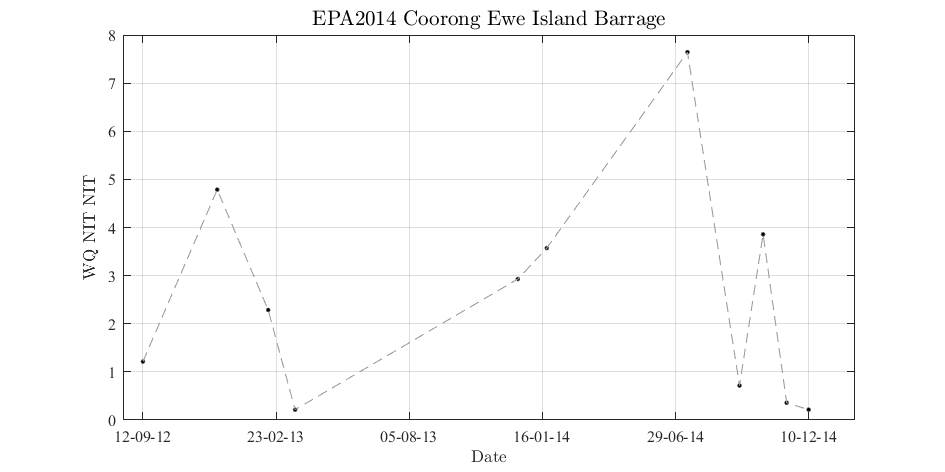 EPA2014 Coorong Ewe Island Barrage
WQ NIT NIT
8
7
6
5
4
3
2
1
0
12-09-12 23-02-13 05-08-13 16-01-14 29-06-14 10-12-14
Date